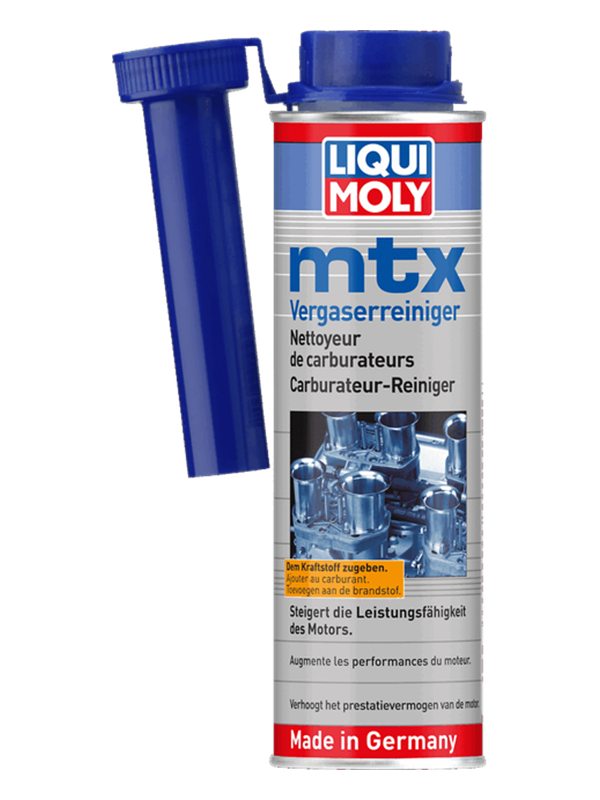 LIQUI
MOLY
mtx
Vergaserreiniger
Nettoyeur
de carburateurs
Carburateur-Reiniger
Dem Kraftstoff zugeben.
Ajouter au carburant.
Toevoegen aan de brandstof.
Steigert die Leistungsfähigkeit
des Motors.
Augmente les performances du moteur.
Verhoogt het prestatievermogen van de motor.
Made in Germany